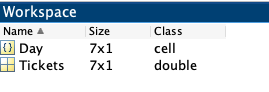 Workspace
Name Size Class
Day 7x1 cell
Tickets 7x1 double